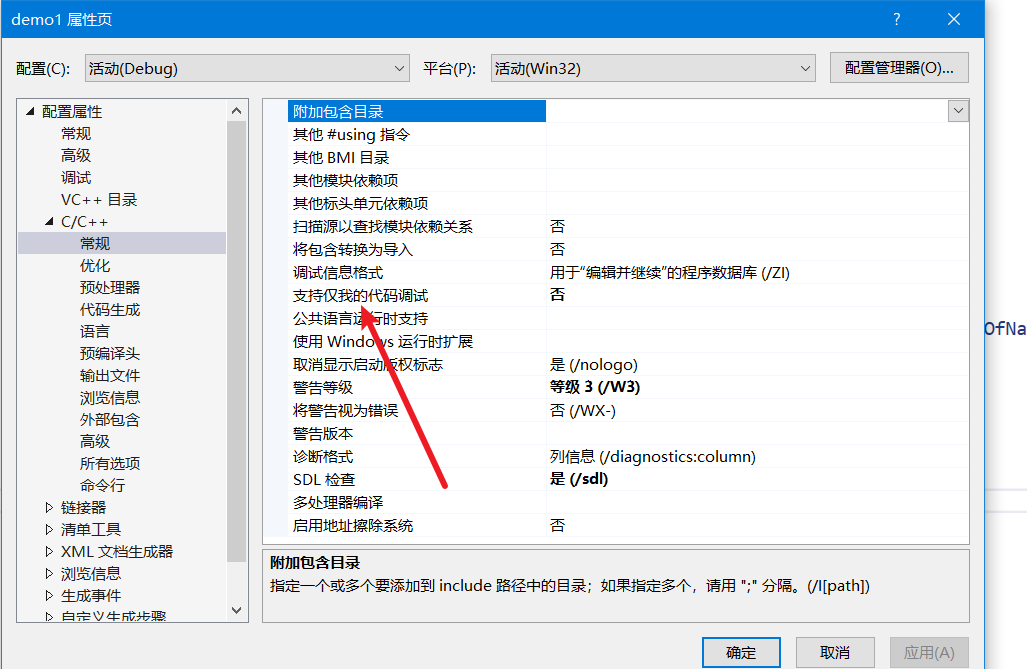 demo1 属性页
?
配置(C): 活动(Debug) 平台(P): 活动(Win32) 配置管理器(O)...
配置属性
常规
高级
调试
VC++ 目录
C/C++
常规
优化
预处理器
代码生成
语言
预编译头
输出文件
浏览信息
外部包含
高级
所有选项
命令行
链接器
清单工具
XML 文档生成器
浏览信息
生成事件
自定义生成步骤
附加包含目录
其他 #using 指令
其他 BMI 目录
其他模块依赖项
其他标头单元依赖项
扫描源以查找模块依赖关系 否
将包含转换为导入 否
调试信息格式 用于“编辑并继续”的程序数据库 (/ZI)
支持仅我的代码调试 否
公共语言运行时支持
使用 Windows 运行时扩展
取消显示启动版权标志 是 (/nologo)
警告等级 等级 3 (/W3)
将警告视为错误 否 (/WX-)
警告版本
诊断格式 列信息 (/diagnostics:column)
SDL 检查 是 (/sdl)
多处理器编译
启用地址擦除系统 否
附加包含目录
指定一个或多个要添加到 include 路径中的目录；如果指定多个，请用 ";" 分隔。(/I[path])
确定 取消 应用(A)
OfNa